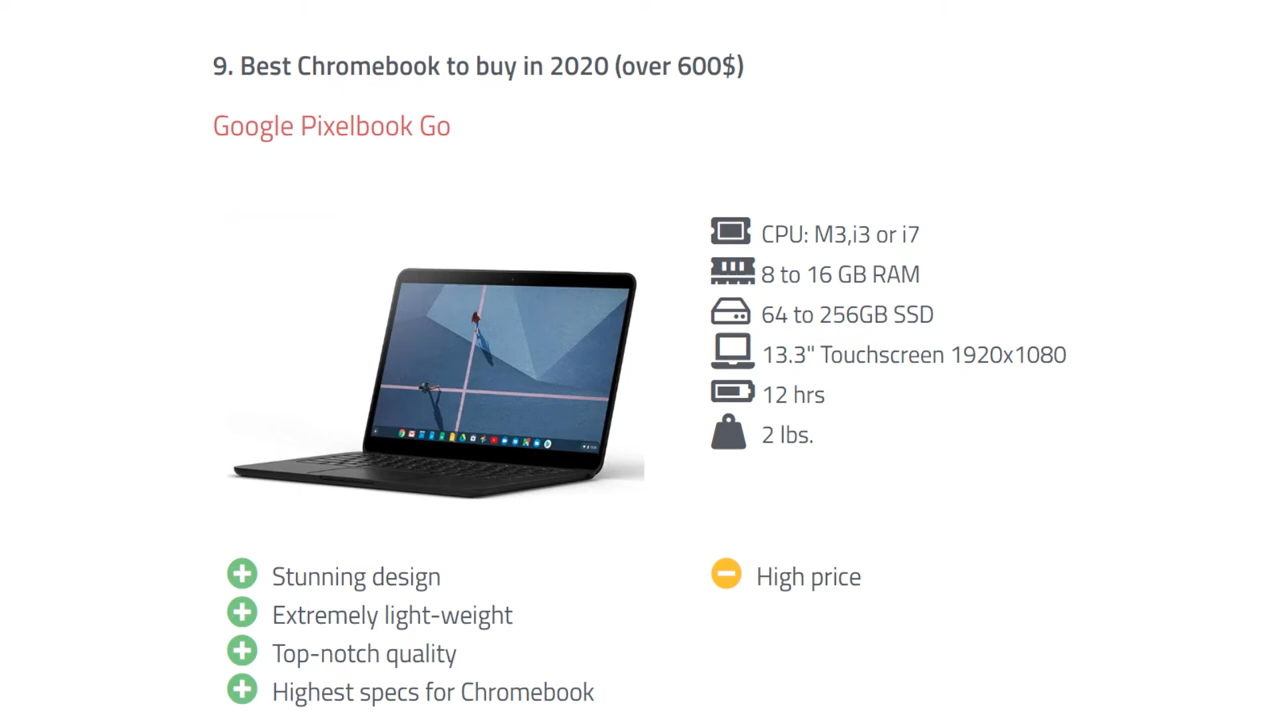 9. Best Chromebook to buy in 2020 (over 600$)
Google Pixelbook Go
CPU: M3,i3 or i7
8 to 16 GB RAM
64 to 256GB SSD
13.3" Touchscreen 1920x1080
12 hrs
2 lbs.
Stunning design
Extremely light-weight
Top-notch quality
Highest specs for Chromebook
High price